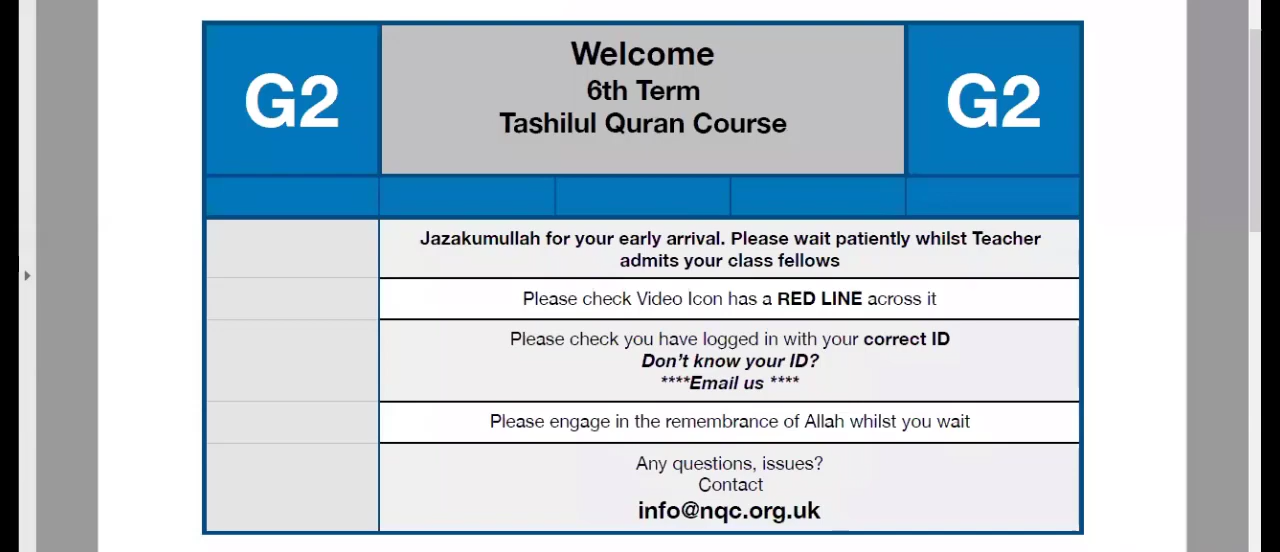 G2
Welcome
6th Term
Tashilul Quran Course
G2
Jazakumullah for your early arrival. Please wait patiently whilst Teacher
admits your class fellows
Please check Video Icon has a RED LINE across it
Please check you have logged in with your correct ID
Don't know your ID?
****Email us ****
Please engage in the remembrance of Allah whilst you wait
Any questions, issues?
Contact
info@nqc.org.uk